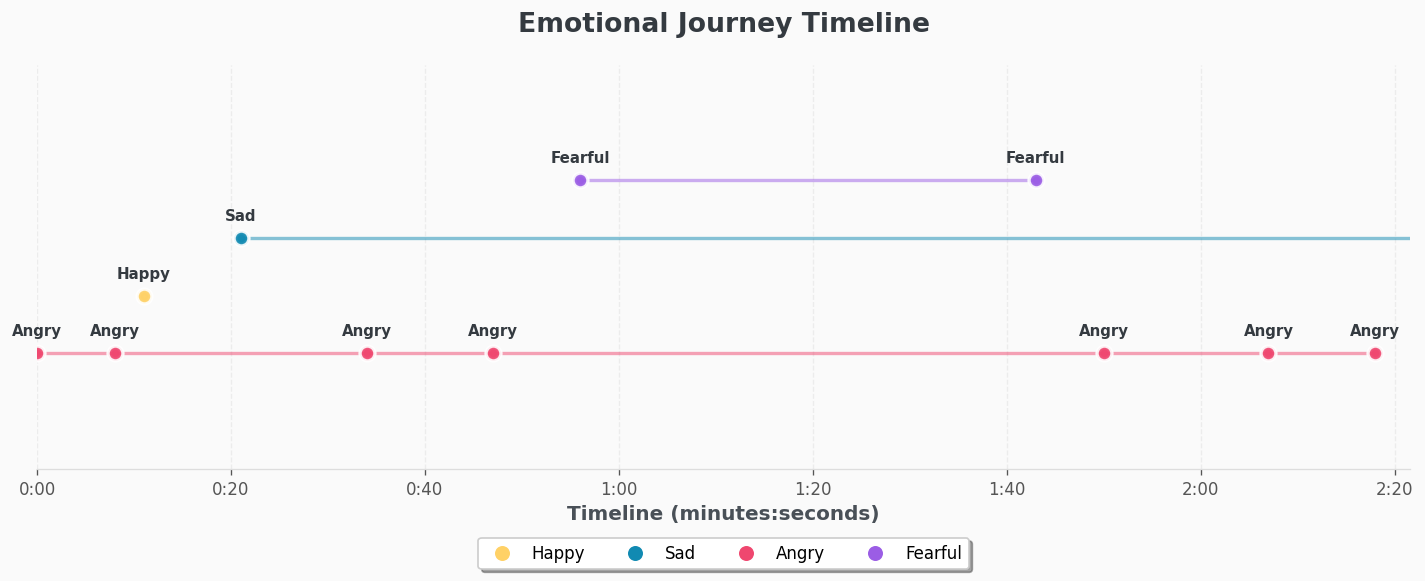 Emotional Journey Timeline
Fearful Fearful
Sad
Happy
Angry Angry Angry Angry Angry Angry Angry
0:00 0:20 0:40 1:00 1:20 1:40 2:00 2:20
Timeline (minutes:seconds)
Happy Sad Angry Fearful